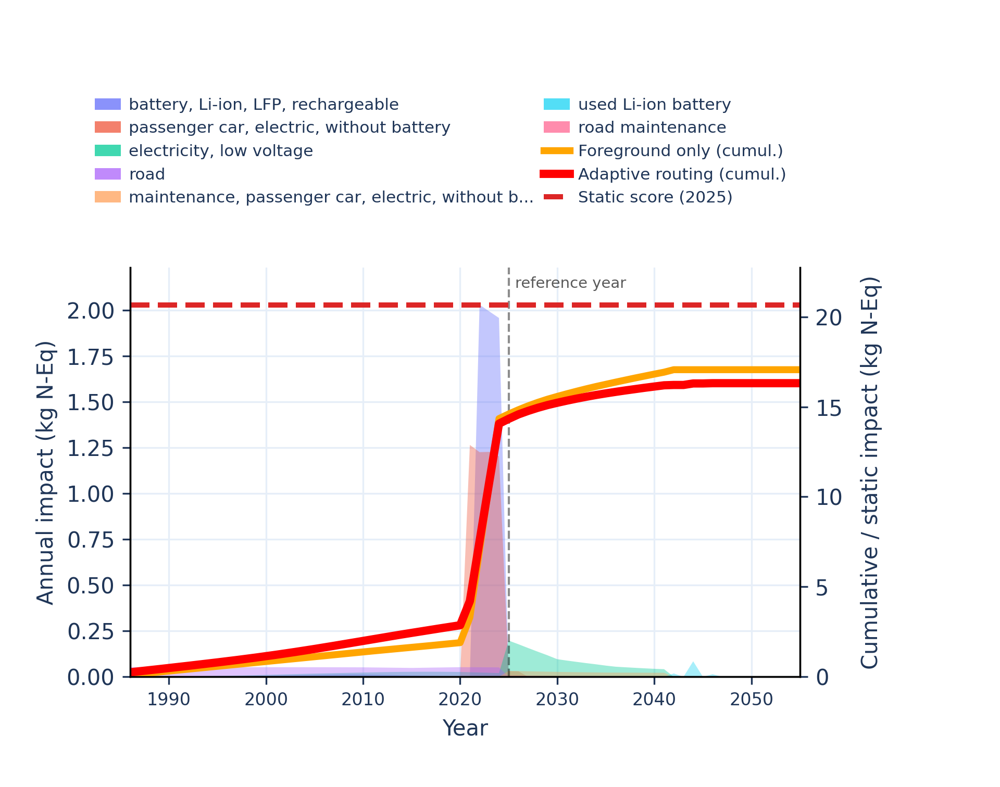 battery, Li-ion, LFP, rechargeable
passenger car, electric, without battery
electricity, low voltage
road
maintenance, passenger car, electric, without b...
used Li-ion battery
road maintenance
Foreground only (cumul.)
Adaptive routing (cumul.)
Static score (2025)
reference year
Annual impact (kg N-Eq)
2.00
1.75
1.50
1.25
1.00
0.75
0.50
0.25
0.00
20
15
10
5
0
Cumulative / static impact (kg N-Eq)
1990 2000 2010 2020 2030 2040 2050
Year